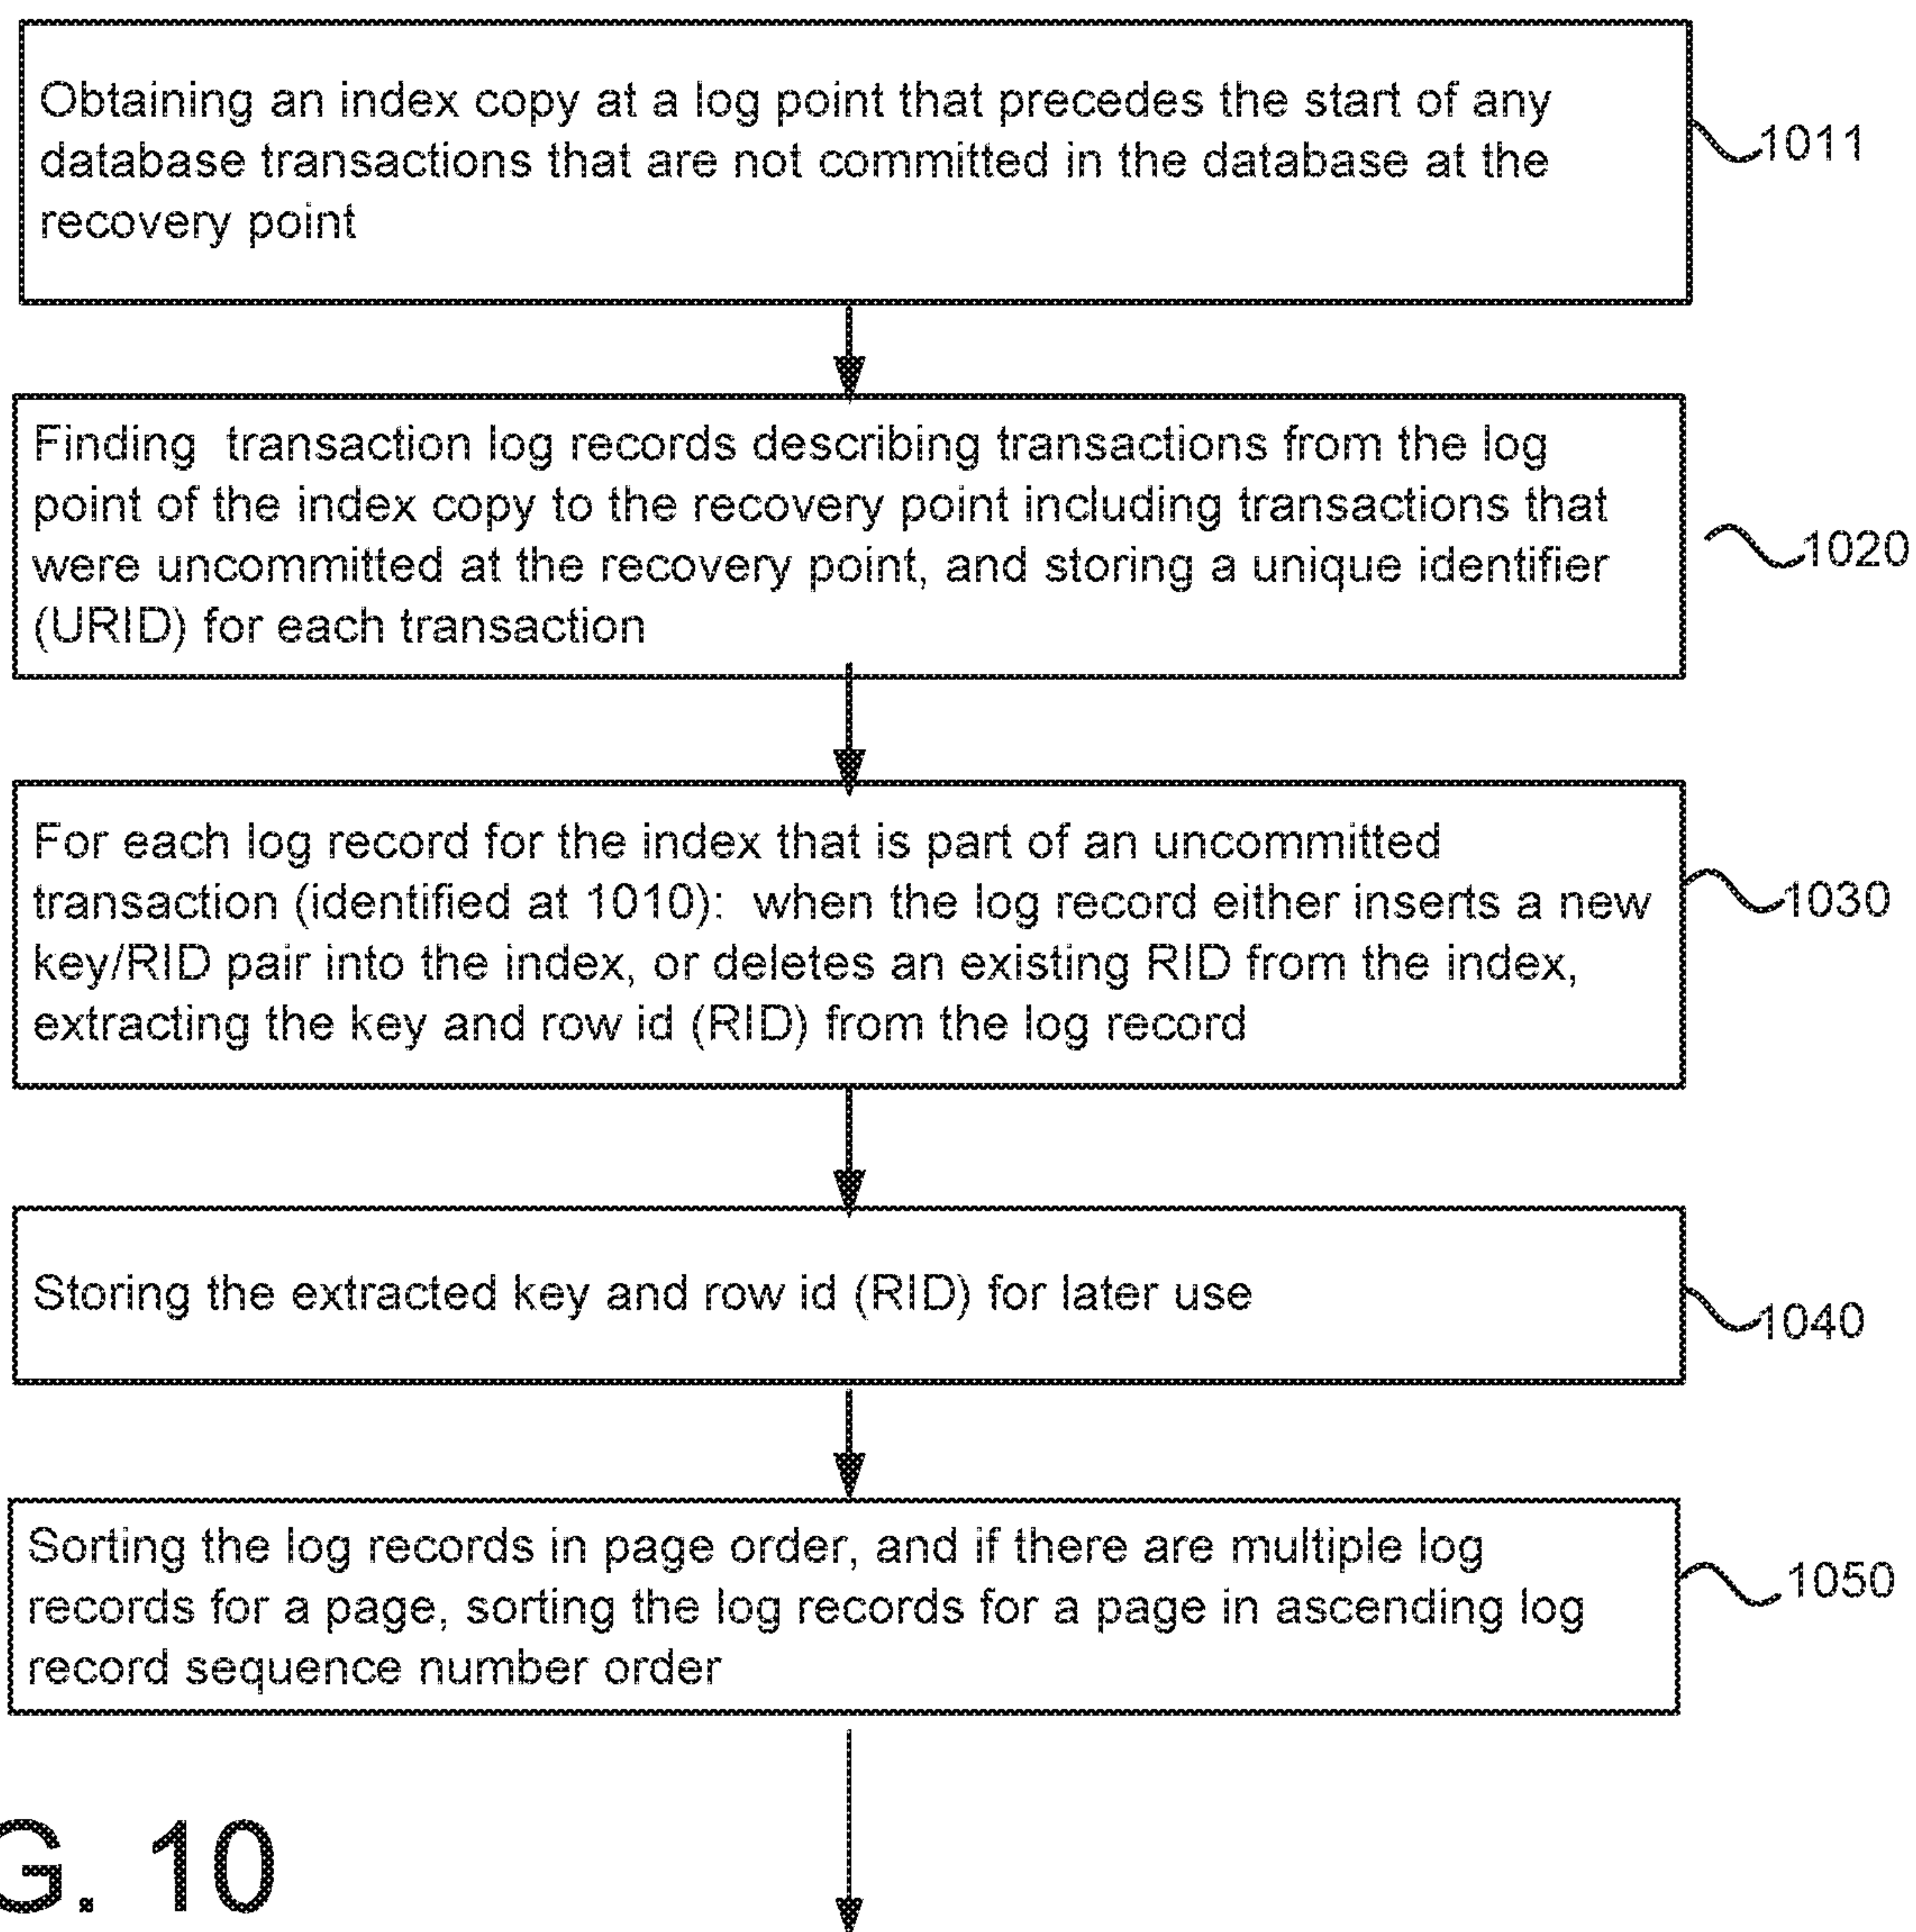 Obtaining an index copy at a log point that precedes the start of any
database transactions that are not committed in the database at the
recovery point
1011
Finding transaction log records describing transactions from the log
point of the index copy to the recovery point including transactions that
were uncommitted at the recovery point, and storing a unique identifier
(URID) for each transaction
1020
For each log record for the index that is part of an uncommitted
transaction (identified at 1010): when the log record either inserts a new
key/RID pair into the index, or deletes an existing RID from the index,
extracting the key and row id (RID) from the log record
1030
Storing the extracted key and row id (RID) for later use
1040
Sorting the log records in page order, and if there are multiple log
records for a page, sorting the log records for a page in ascending log
record sequence number order
1050
G. 10